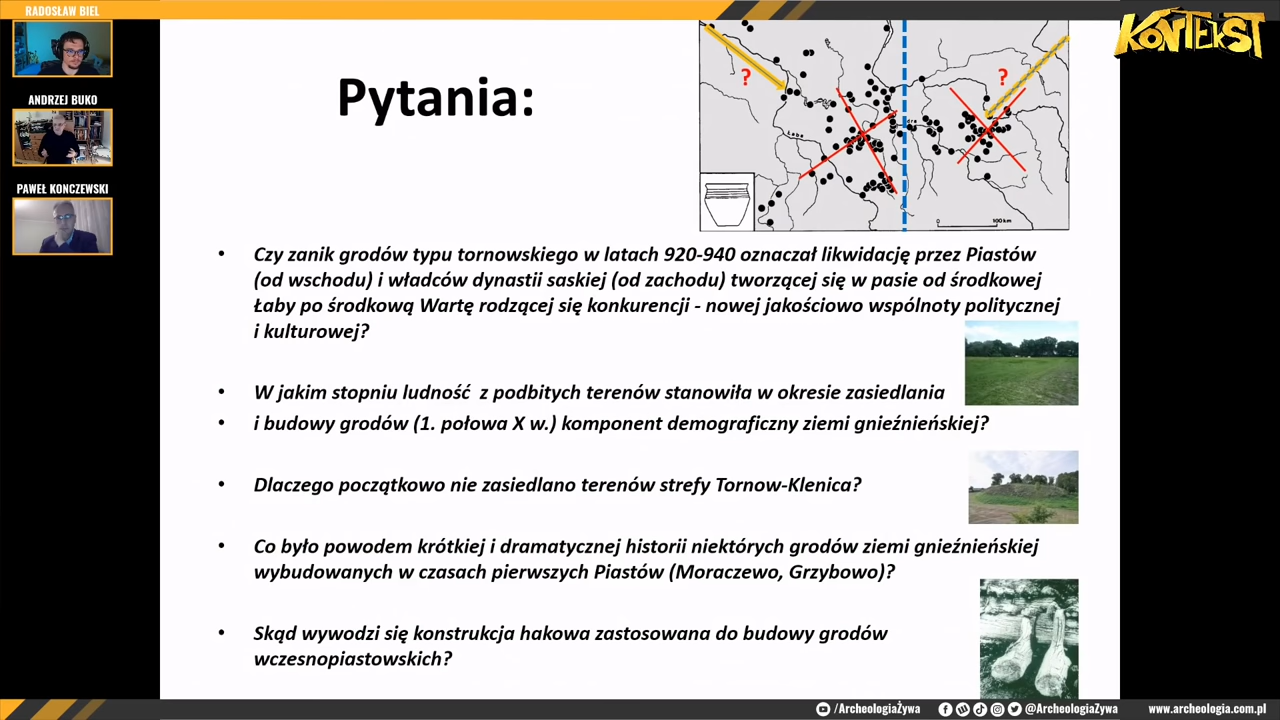 RADOSŁAW BIEL
ANDRZEJ BUKO
PAWEŁ KONCZEWSKI
KONTEKST
Pytania:
?
?
Łaba
100 km
0
• Czy zanik grodów typu tornowskiego w latach 920-940 oznaczał likwidację przez Piastów
(od wschodu) i władców dynastii saskiej (od zachodu) tworzącej się w pasie od środkowej
Łaby po środkową Wartę rodzącej się konkurencji - nowej jakościowo wspólnoty politycznej
i kulturowej?
• W jakim stopniu ludność z podbitych terenów stanowiła w okresie zasiedlania
• i budowy grodów (1. połowa X w.) komponent demograficzny ziemi gnieźnieńskiej?
• Dlaczego początkowo nie zasiedlano terenów strefy Tornow-Klenica?
• Co było powodem krótkiej i dramatycznej historii niektórych grodów ziemi gnieźnieńskiej
wybudowanych w czasach pierwszych Piastów (Moraczewo, Grzybowo)?
• Skąd wywodzi się konstrukcja hakowa zastosowana do budowy grodów
wczesnopiastowskich?
/ArcheologiaŻywa
@ArcheologiaŻywa
www.archeologia.com.pl